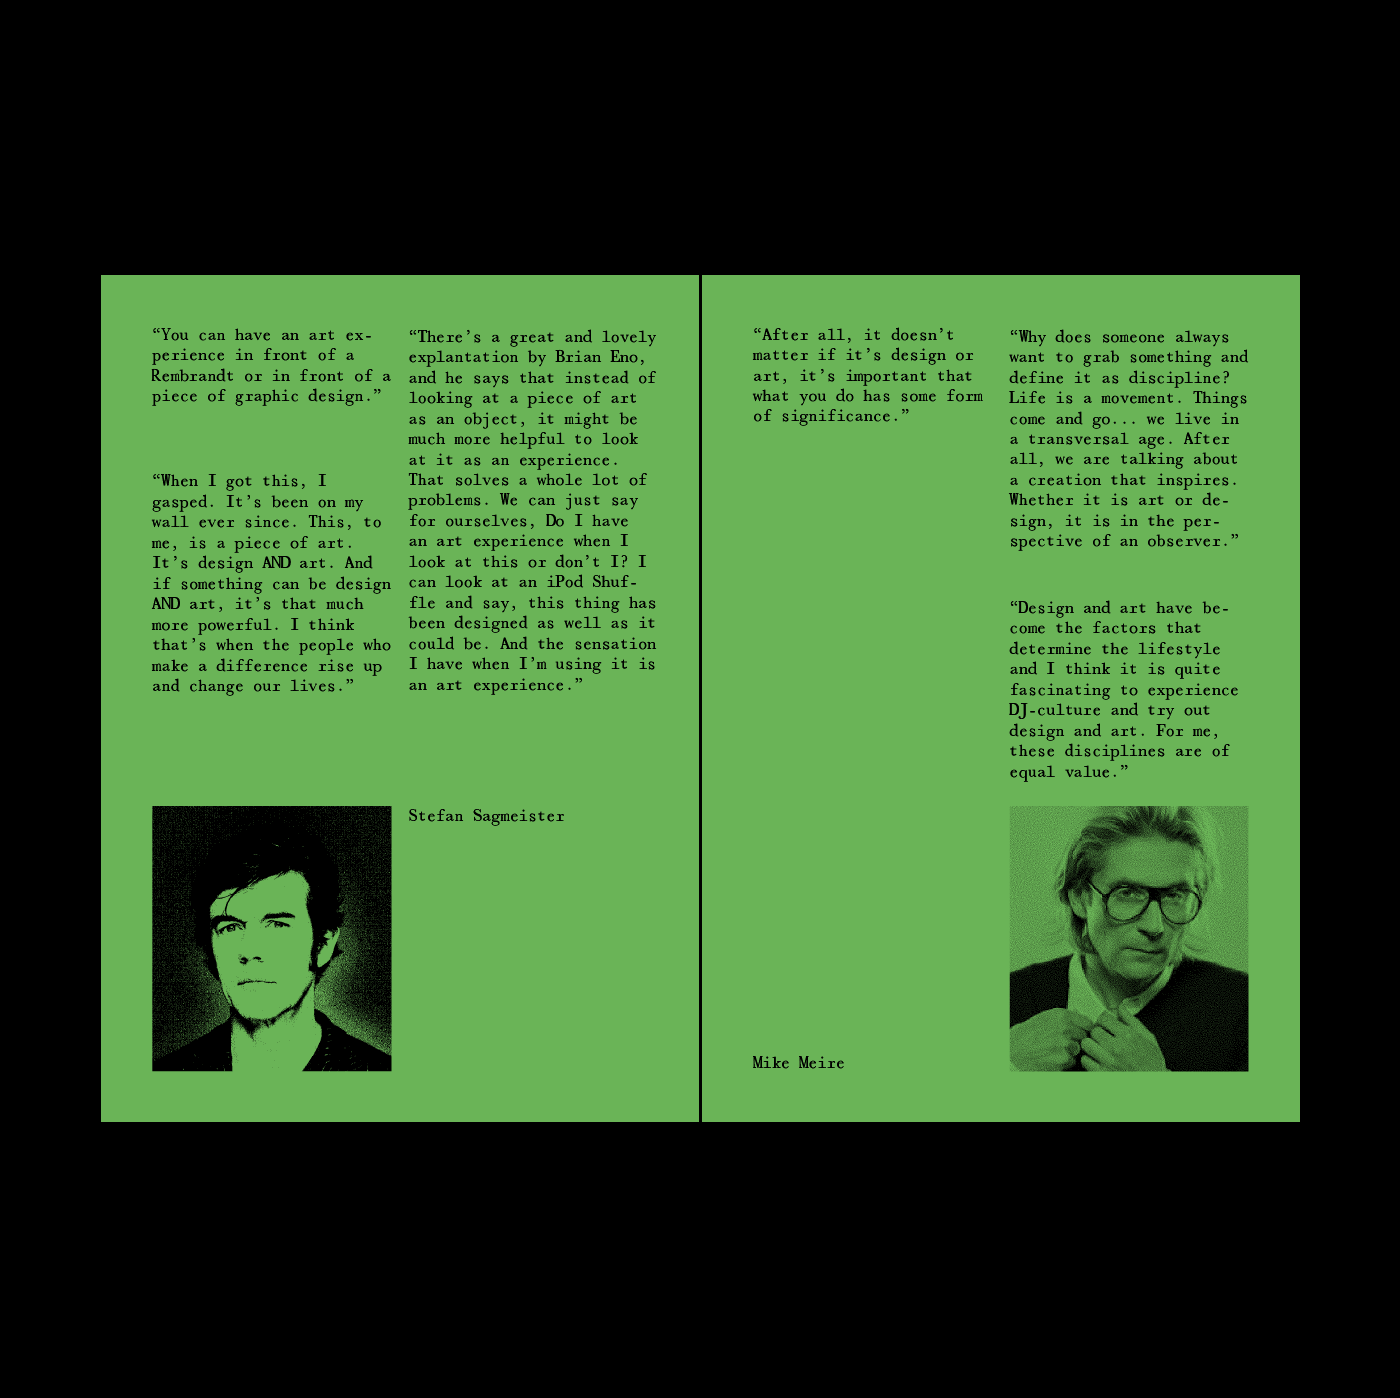 “You can have an art ex-
perience in front of a
Rembrandt or in front of a
piece of graphic design.”
“When I got this, I
gasped. It’s been on my
wall ever since. This, to
me, is a piece of art.
It’s design AND art. And
if something can be design
AND art, it’s that much
more powerful. I think
that’s when the people who
make a difference rise up
and change our lives.”
“There’s a great and lovely
explantation by Brian Eno,
and he says that instead of
looking at a piece of art
as an object, it might be
much more helpful to look
at it as an experience.
That solves a whole lot of
problems. We can just say
for ourselves, Do I have
an art experience when I
look at this or don’t I? I
can look at an iPod Shuf-
fle and say, this thing has
been designed as well as it
could be. And the sensation
I have when I’m using it is
an art experience.”
Stefan Sagmeister
“After all, it doesn’t
matter if it’s design or
art, it’s important that
what you do has some form
of significance.”
“Why does someone always
want to grab something and
define it as discipline?
Life is a movement. Things
come and go... we live in
a transversal age. After
all, we are talking about
a creation that inspires.
Whether it is art or de-
sign, it is in the per-
spective of an observer.”
“Design and art have be-
come the factors that
determine the lifestyle
and I think it is quite
fascinating to experience
DJ-culture and try out
design and art. For me,
these disciplines are of
equal value.”
Mike Meire